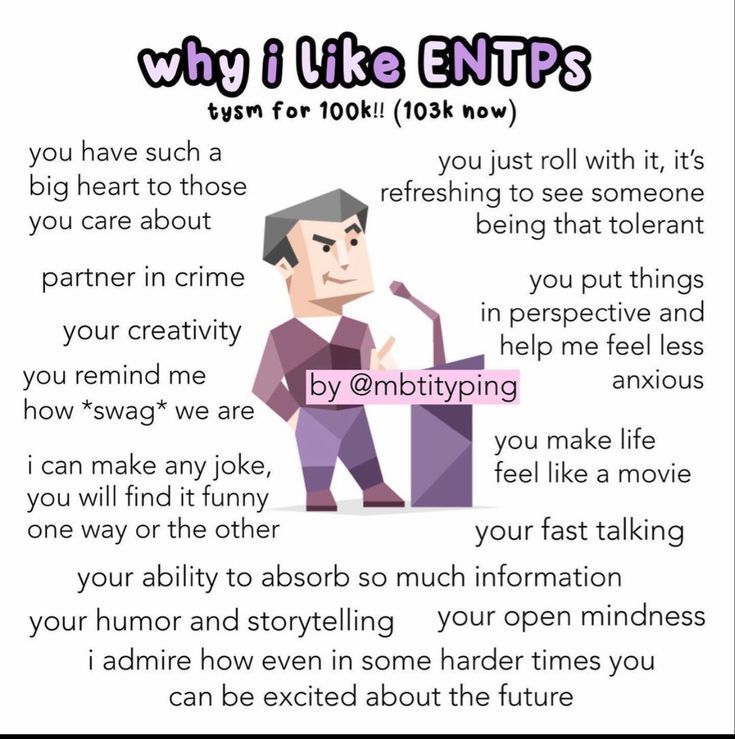 why i like ENTPs
tysm for 100k!! (103k now)
you have such a
big heart to those
you care about
you just roll with it, it's
refreshing to see someone
being that tolerant
partner in crime
you put things
in perspective and
help me feel less
anxious
your creativity
you remind me
how *swag* we are
by @mbtityping
i can make any joke,
you will find it funny
one way or the other
you make life
feel like a movie
your fast talking
your ability to absorb so much information
your humor and storytelling
your open mindness
i admire how even in some harder times you
can be excited about the future